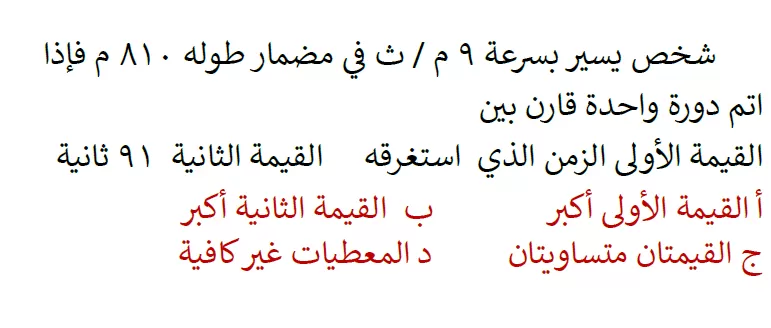 شخص يسير بسرعة ٩ م / ث في مضمار طوله ٨١٠ م فإذا
اتم دورة واحدة قارن بين
القيمة الأولى الزمن الذي استغرقه القيمة الثانية ٩١ ثانية
أ القيمة الأولى أكبر ب القيمة الثانية أكبر
ج القيمتان متساويتان د المعطيات غير كافية